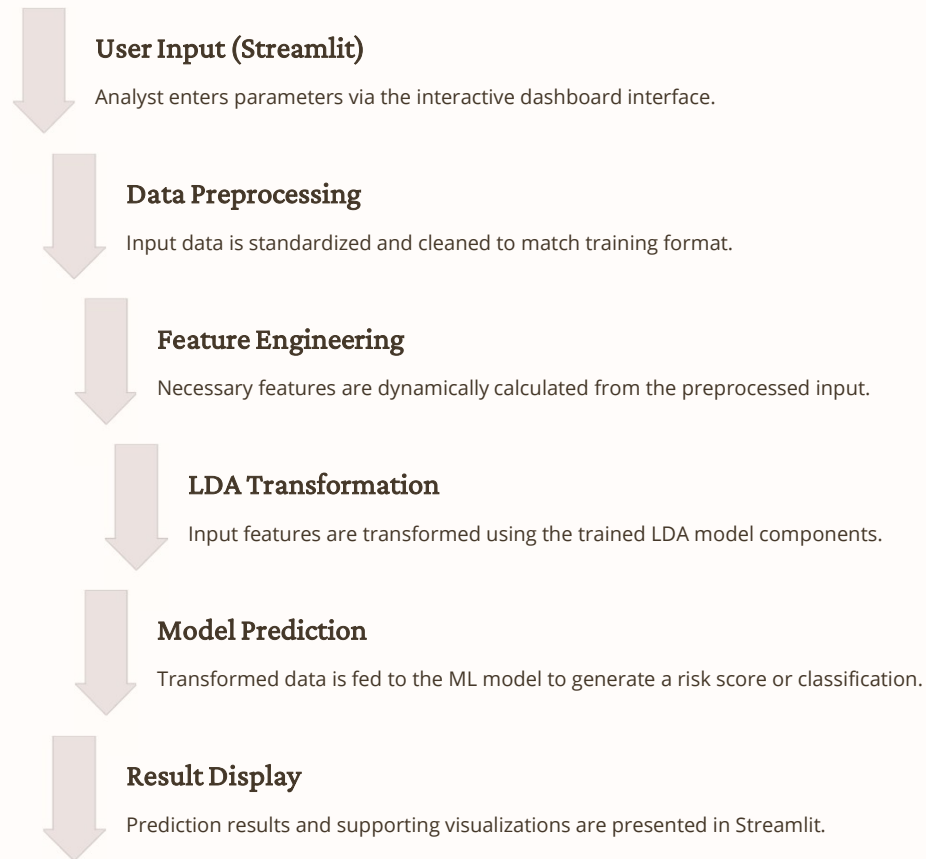 User Input (Streamlit)
Analyst enters parameters via the interactive dashboard interface.
Data Preprocessing
Input data is standardized and cleaned to match training format.
Feature Engineering
Necessary features are dynamically calculated from the preprocessed input.
LDA Transformation
Input features are transformed using the trained LDA model components.
Model Prediction
Transformed data is fed to the ML model to generate a risk score or classification.
Result Display
Prediction results and supporting visualizations are presented in Streamlit.